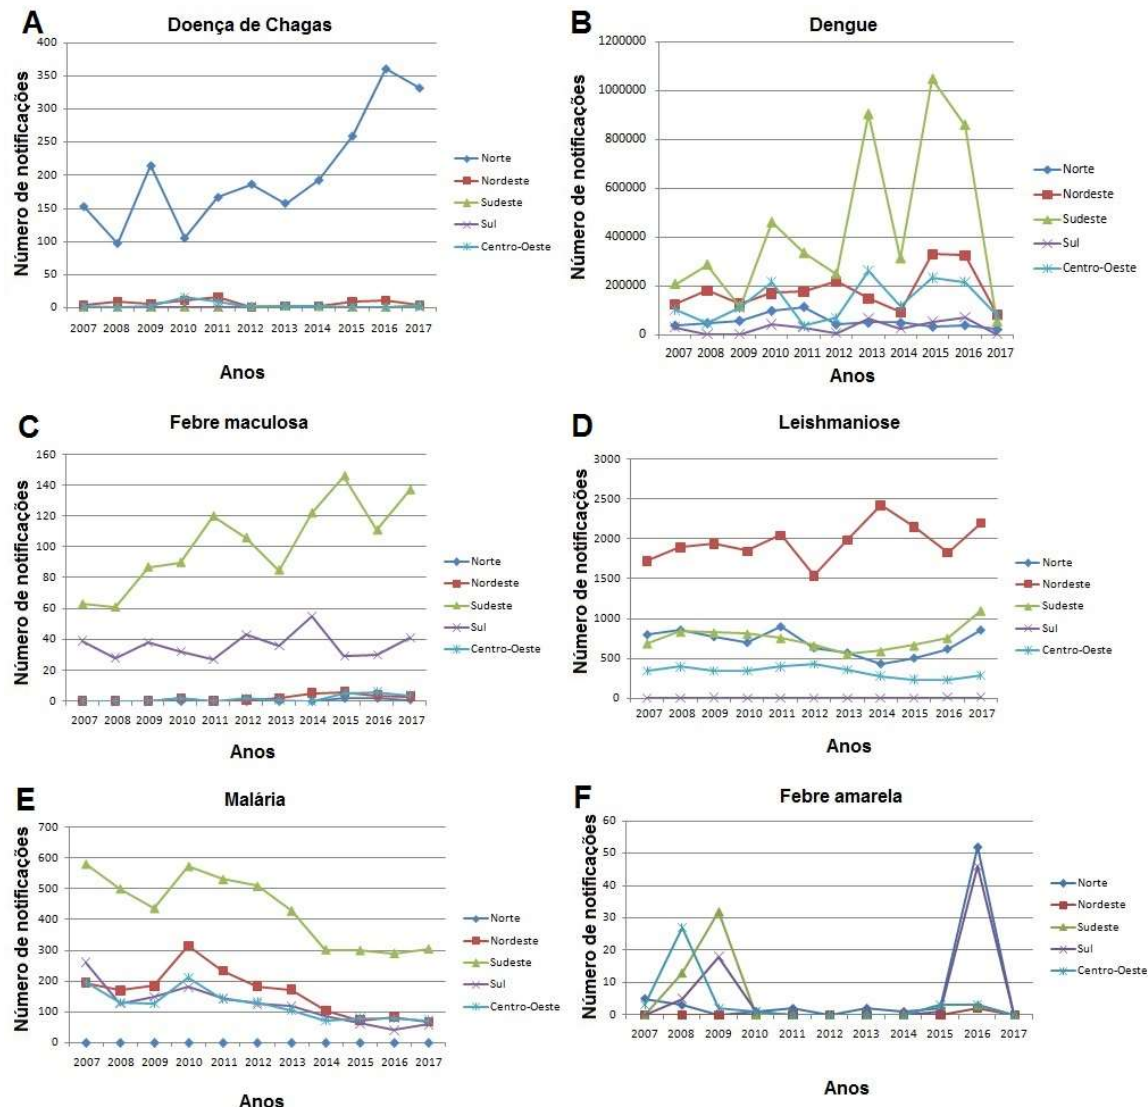 A
Doença de Chagas
Número de notificações
400
350
300
250
200
150
100
50
0
2007 2008 2009 2010 2011 2012 2013 2014 2015 2016 2017
Anos
Norte
Nordeste
Sudeste
Sul
Centro-Oeste
B
Dengue
Número de notificações
1200000
1000000
800000
600000
400000
200000
0
2007 2008 2009 2010 2011 2012 2013 2014 2015 2016 2017
Anos
Norte
Nordeste
Sudeste
Sul
Centro-Oeste
C
Febre maculosa
Número de notificações
160
140
120
100
80
60
40
20
0
2007 2008 2009 2010 2011 2012 2013 2014 2015 2016 2017
Anos
Norte
Nordeste
Sudeste
Sul
Centro-Oeste
D
Leishmaniose
Número de notificações
3000
2500
2000
1500
1000
500
0
2007 2008 2009 2010 2011 2012 2013 2014 2015 2016 2017
Anos
Norte
Nordeste
Sudeste
Sul
Centro-Oeste
E
Malária
Número de notificações
700
600
500
400
300
200
100
0
2007 2008 2009 2010 2011 2012 2013 2014 2015 2016 2017
Anos
Norte
Nordeste
Sudeste
Sul
Centro-Oeste
F
Febre amarela
Número de notificações
60
50
40
30
20
10
0
2007 2008 2009 2010 2011 2012 2013 2014 2015 2016 2017
Anos
Norte
Nordeste
Sudeste
Sul
Centro-Oeste